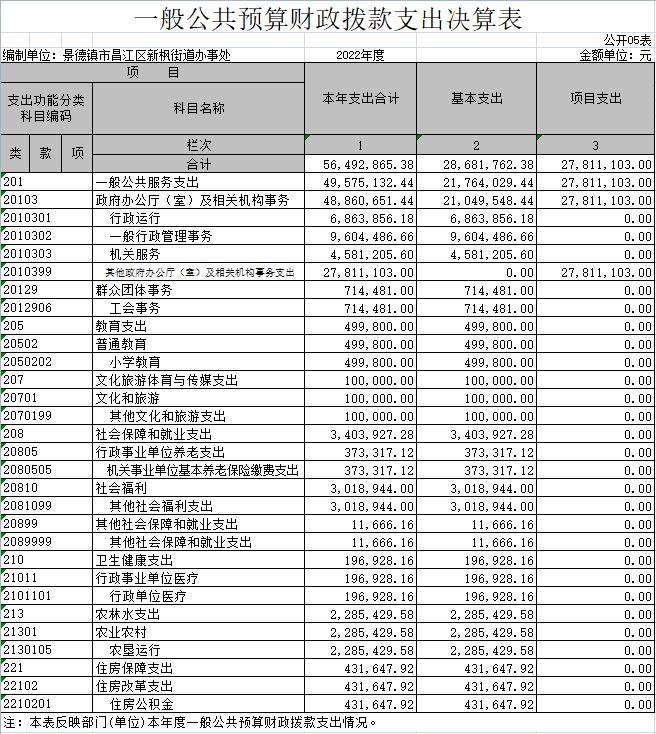 一般公共预算财政拨款支出决算表
公开05表
编制单位：景德镇市昌江区新枫街道办事处 2022年度 金额单位：元
项 目 本年支出合计 基本支出 项目支出
支出功能分类科目编码 科目名称
类 款 项 栏次 1 2 3
合计 56,492,865.38 28,681,762.38 27,811,103.00
201 一般公共服务支出 49,575,132.44 21,764,029.44 27,811,103.00
20103 政府办公厅（室）及相关机构事务 48,860,651.44 21,049,548.44 27,811,103.00
2010301 行政运行 6,863,856.18 6,863,856.18 0.00
2010302 一般行政管理事务 9,604,486.66 9,604,486.66 0.00
2010303 机关服务 4,581,205.60 4,581,205.60 0.00
2010399 其他政府办公厅（室）及相关机构事务支出 27,811,103.00 0.00 27,811,103.00
20129 群众团体事务 714,481.00 714,481.00 0.00
2012906 工会事务 714,481.00 714,481.00 0.00
205 教育支出 499,800.00 499,800.00 0.00
20502 普通教育 499,800.00 499,800.00 0.00
2050202 小学教育 499,800.00 499,800.00 0.00
207 文化旅游体育与传媒支出 100,000.00 100,000.00 0.00
20701 文化和旅游 100,000.00 100,000.00 0.00
2070199 其他文化和旅游支出 100,000.00 100,000.00 0.00
208 社会保障和就业支出 3,403,927.28 3,403,927.28 0.00
20805 行政事业单位养老支出 373,317.12 373,317.12 0.00
2080505 机关事业单位基本养老保险缴费支出 373,317.12 373,317.12 0.00
20810 社会福利 3,018,944.00 3,018,944.00 0.00
2081099 其他社会福利支出 3,018,944.00 3,018,944.00 0.00
20899 其他社会保障和就业支出 11,666.16 11,666.16 0.00
2089999 其他社会保障和就业支出 11,666.16 11,666.16 0.00
210 卫生健康支出 196,928.16 196,928.16 0.00
21011 行政事业单位医疗 196,928.16 196,928.16 0.00
2101101 行政单位医疗 196,928.16 196,928.16 0.00
213 农林水支出 2,285,429.58 2,285,429.58 0.00
21301 农业农村 2,285,429.58 2,285,429.58 0.00
2130105 农垦运行 2,285,429.58 2,285,429.58 0.00
221 住房保障支出 431,647.92 431,647.92 0.00
22102 住房改革支出 431,647.92 431,647.92 0.00
2210201 住房公积金 431,647.92 431,647.92 0.00
注：本表反映部门(单位)本年度一般公共预算财政拨款支出情况。